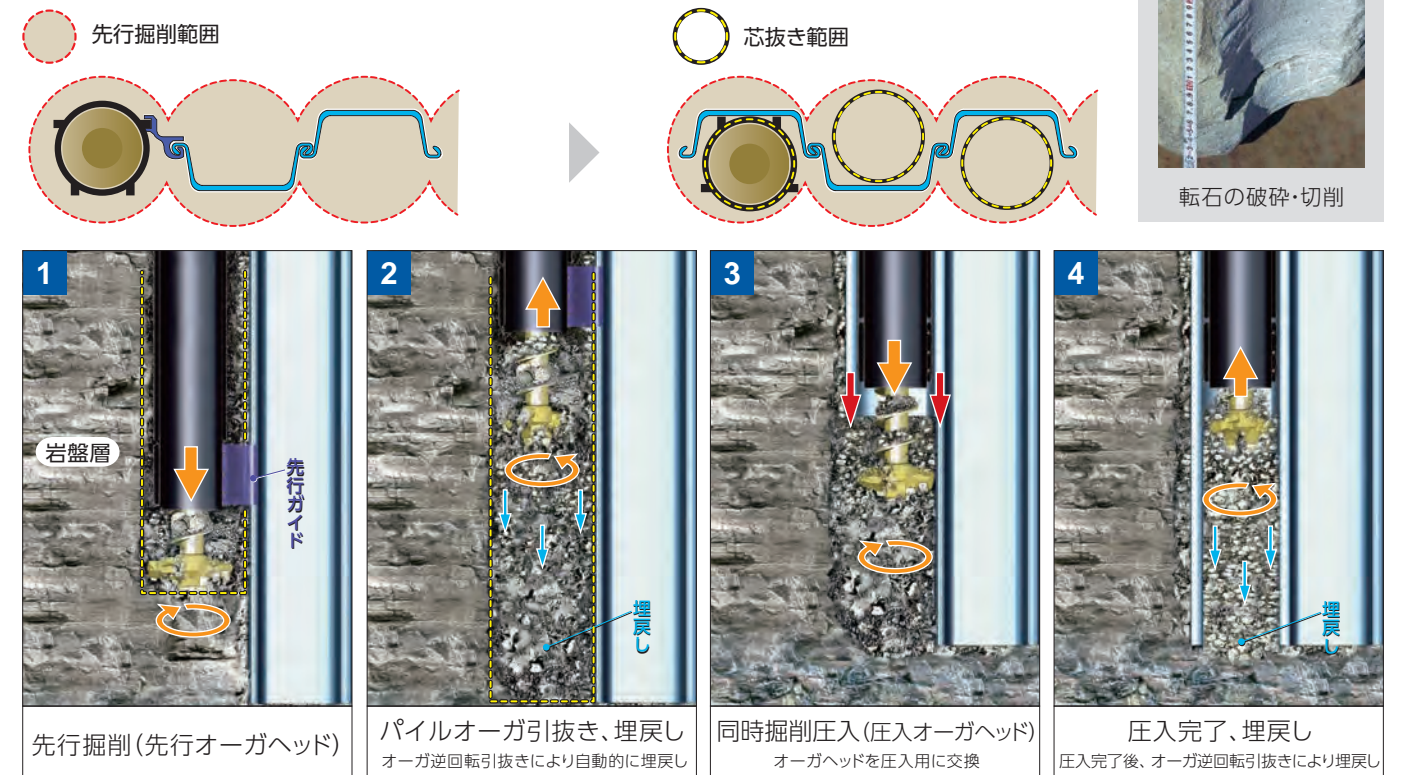 先行掘削範囲
芯抜き範囲
転石の破砕・切削
1
岩盤層
先行ガイド
先行掘削(先行オーガヘッド)
2
埋戻し
パイルオーガ引抜き、埋戻し
オーガ逆回転引抜きにより自動的に埋戻し
3
同時掘削圧入(圧入オーガヘッド)
オーガヘッドを圧入用に交換
4
埋戻し
圧入完了、埋戻し
圧入完了後、オーガ逆回転引抜きにより埋戻し